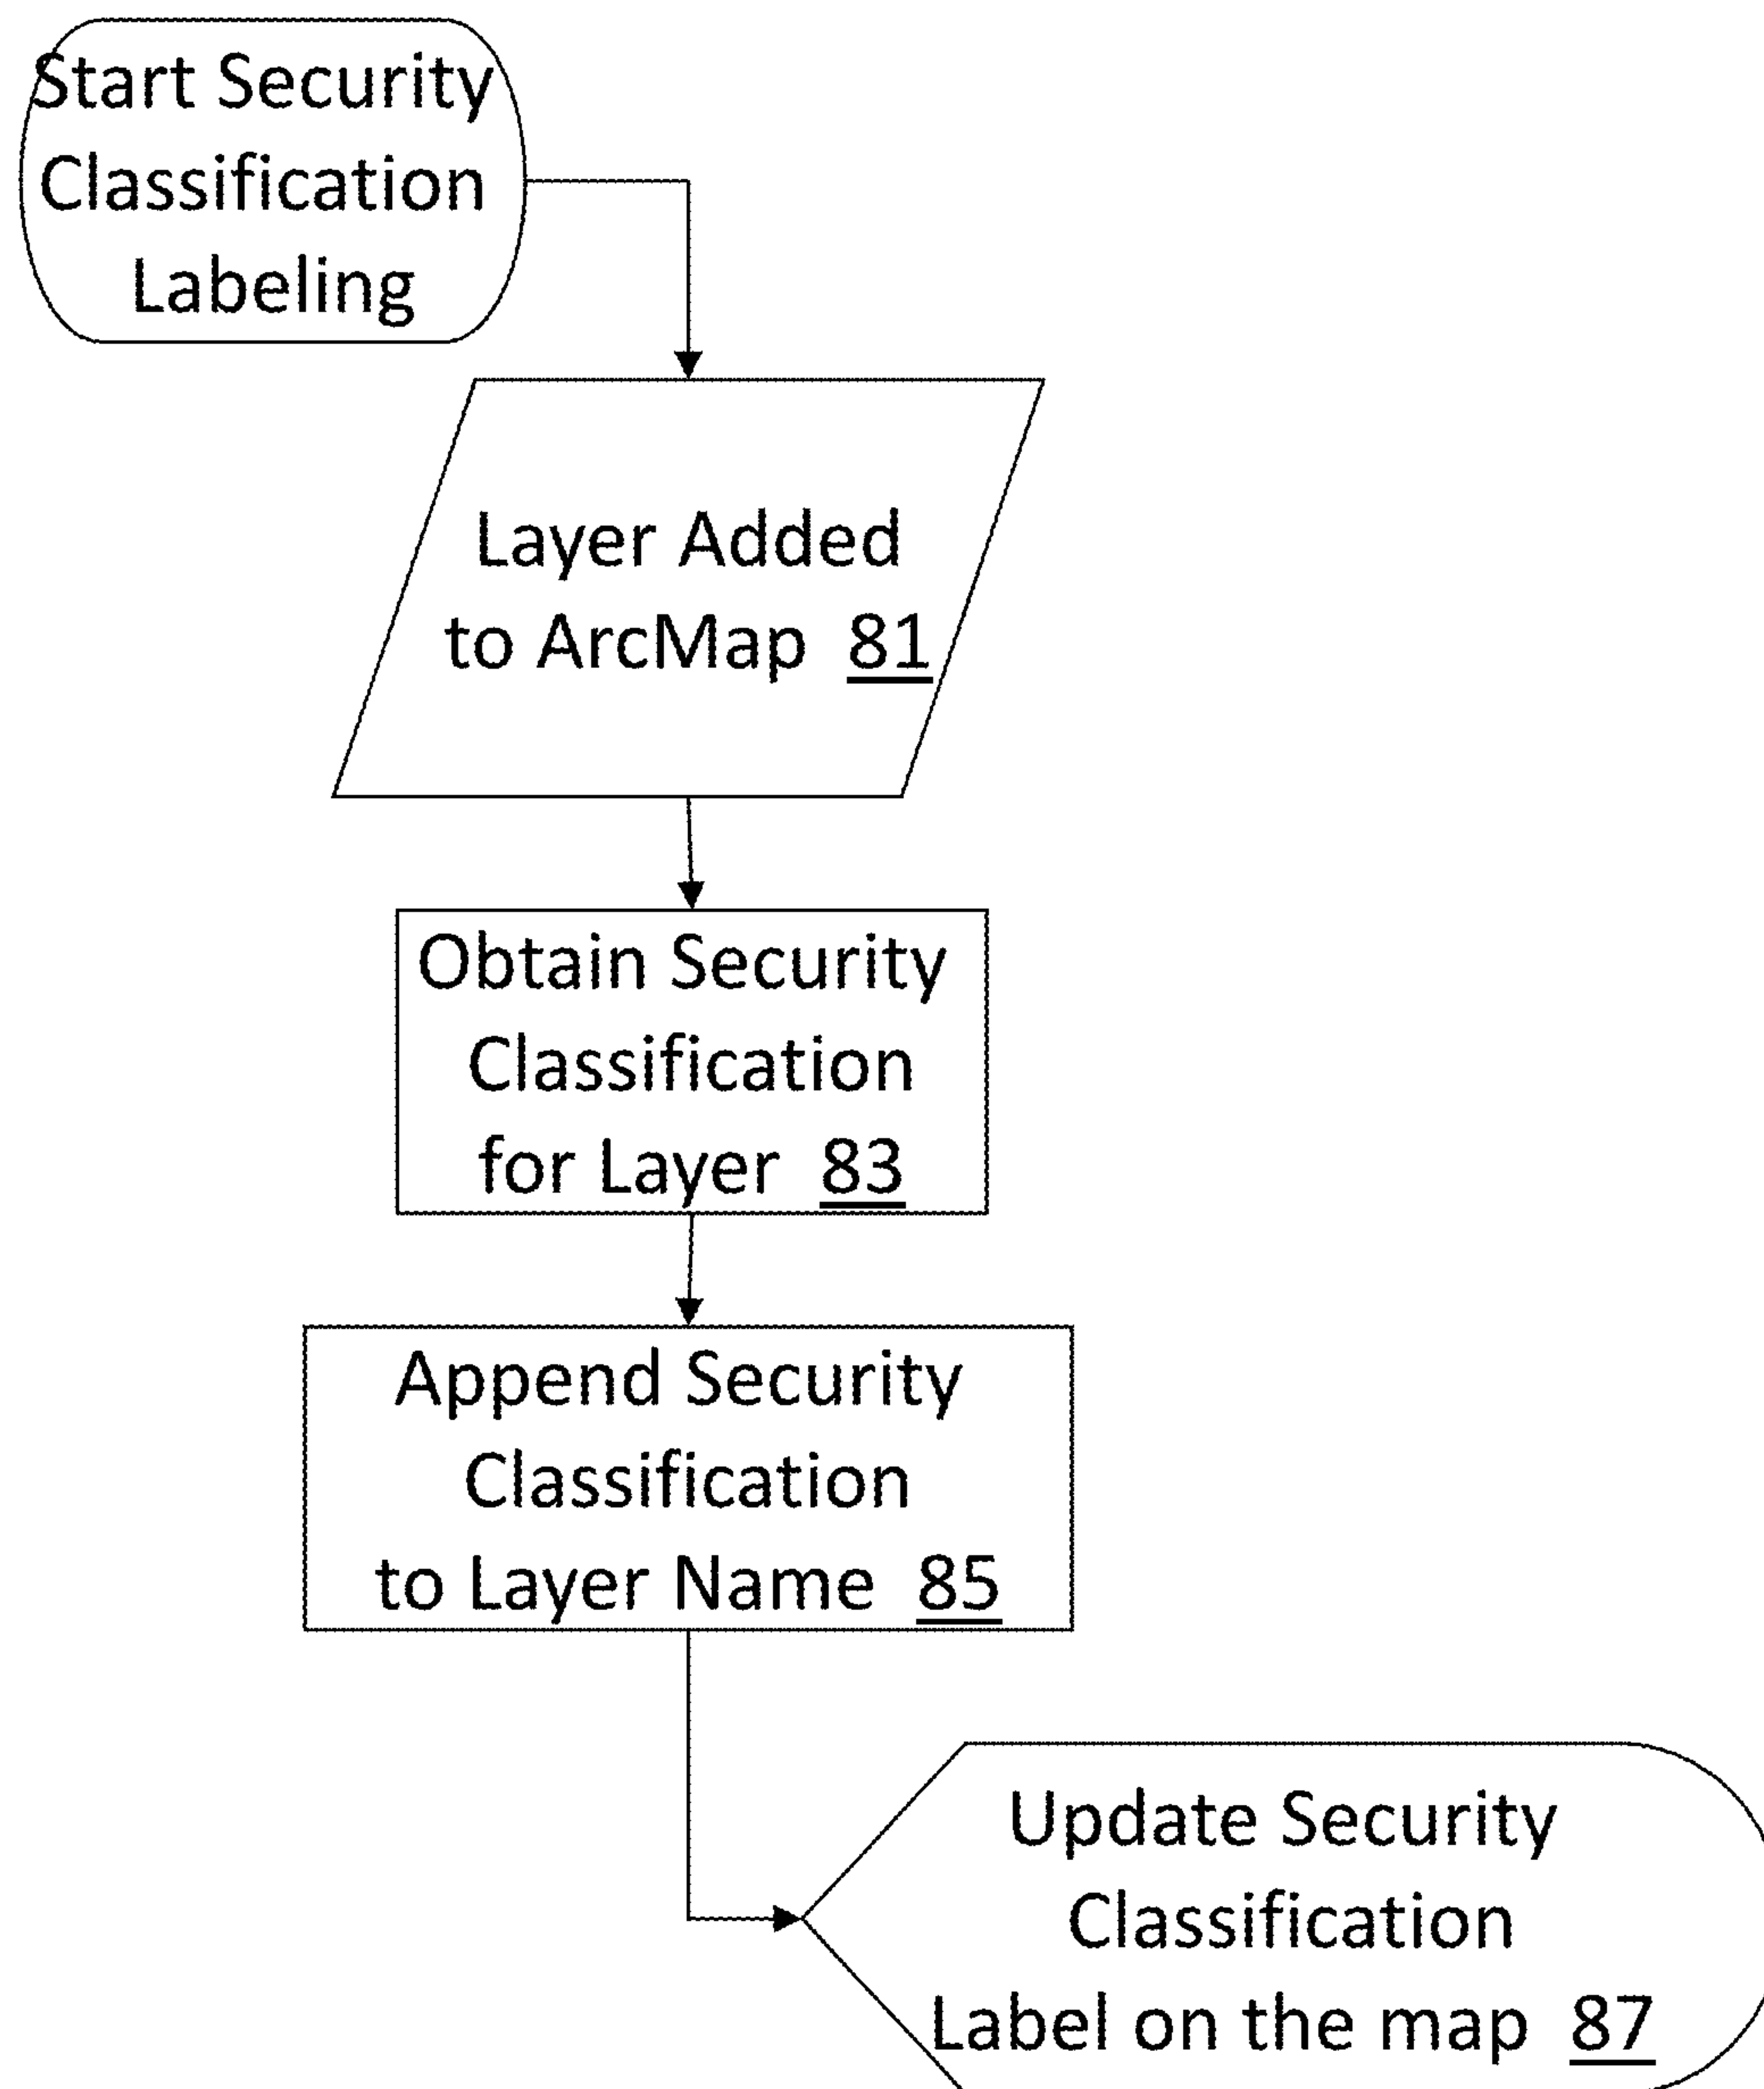 Start Security
Classification
Labeling
Layer Added
to ArcMap 81
Obtain Security
Classification
for Layer 83
Append Security
Classification
to Layer Name 85
Update Security
Classification
Label on the map 87